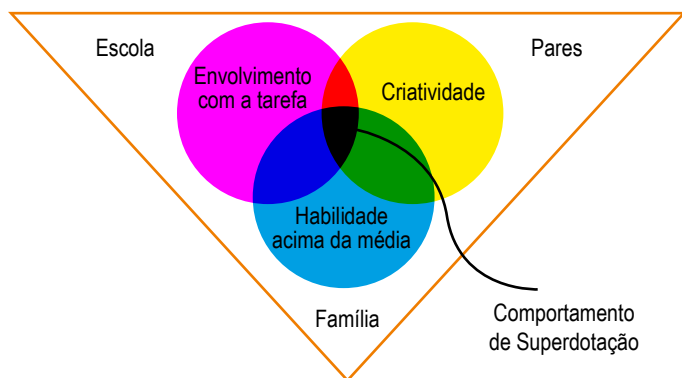 Escola
Pares
Envolvimento
com a tarefa
Criatividade
Habilidade
acima da média
Família
Comportamento
de Superdotação